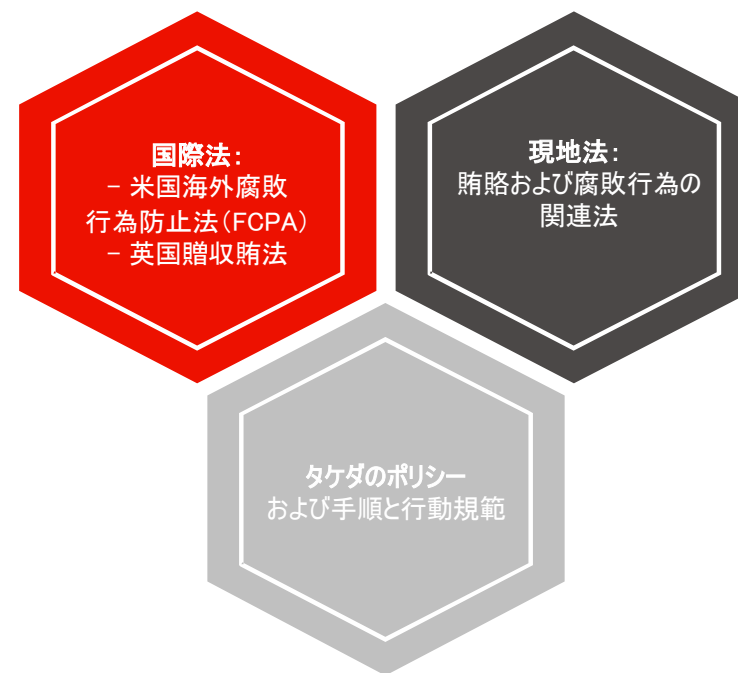 国際法:
- 米国海外腐敗
行為防止法(FCPA)
- 英国贈収賄法
現地法:
賄賂および腐敗行為の
関連法
タケダのポリシー
および手順と行動規範